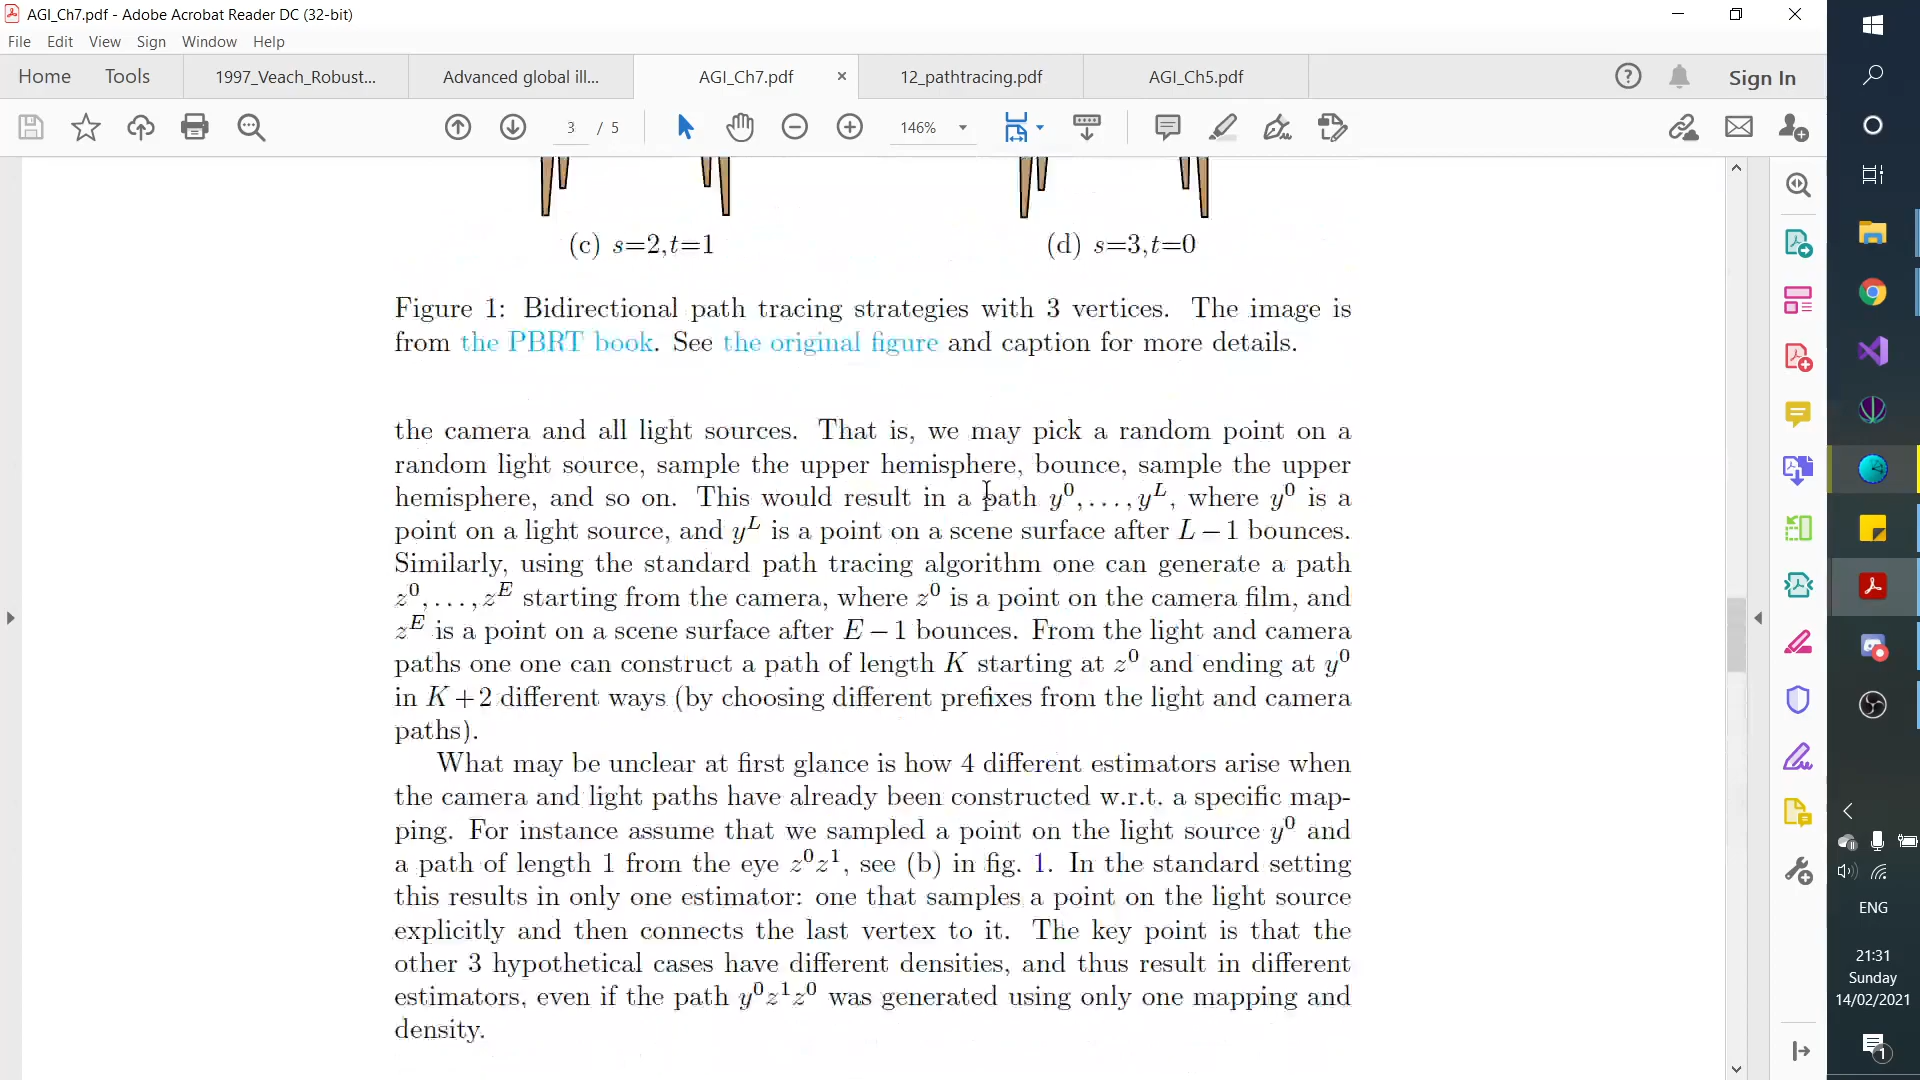 AGI_Ch7.pdf - Adobe Acrobat Reader DC (32-bit)
File Edit View Sign Window Help
Home Tools 1997_Veach_Robust... Advanced global ill... AGI_Ch7.pdf × 12_pathtracing.pdf AGI_Ch5.pdf Sign In
3 / 5 146%
(c) s=2,t=1 (d) s=3,t=0
Figure 1: Bidirectional path tracing strategies with 3 vertices. The image is
from the PBRT book. See the original figure and caption for more details.
the camera and all light sources. That is, we may pick a random point on a
random light source, sample the upper hemisphere, bounce, sample the upper
hemisphere, and so on. This would result in a path y⁰, . . . , yᴸ, where y⁰ is a
point on a light source, and yᴸ is a point on a scene surface after L − 1 bounces.
Similarly, using the standard path tracing algorithm one can generate a path
z⁰, . . . , zᴱ starting from the camera, where z⁰ is a point on the camera film, and
zᴱ is a point on a scene surface after E − 1 bounces. From the light and camera
paths one one can construct a path of length K starting at z⁰ and ending at y⁰
in K + 2 different ways (by choosing different prefixes from the light and camera
paths).
What may be unclear at first glance is how 4 different estimators arise when
the camera and light paths have already been constructed w.r.t. a specific map-
ping. For instance assume that we sampled a point on the light source y⁰ and
a path of length 1 from the eye z⁰z¹, see (b) in fig. 1. In the standard setting
this results in only one estimator: one that samples a point on the light source
explicitly and then connects the last vertex to it. The key point is that the
other 3 hypothetical cases have different densities, and thus result in different
estimators, even if the path y⁰z¹z⁰ was generated using only one mapping and
density.
ENG
21:31
Sunday
14/02/2021
1